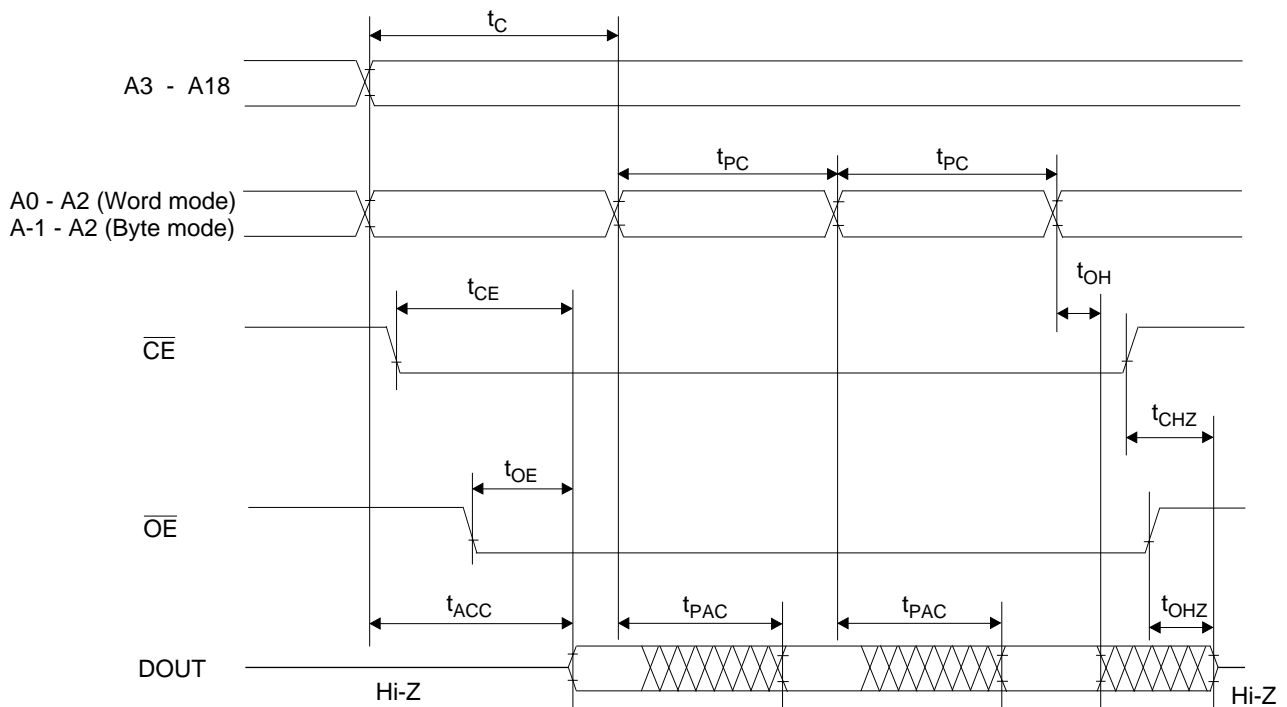 tC
A3 - A18
tPC tPC
A0 - A2 (Word mode)
A-1 - A2 (Byte mode)
tOH
tCE
CE
tCHZ
tOE
OE
tACC tPAC tPAC tOHZ
DOUT
Hi-Z Hi-Z